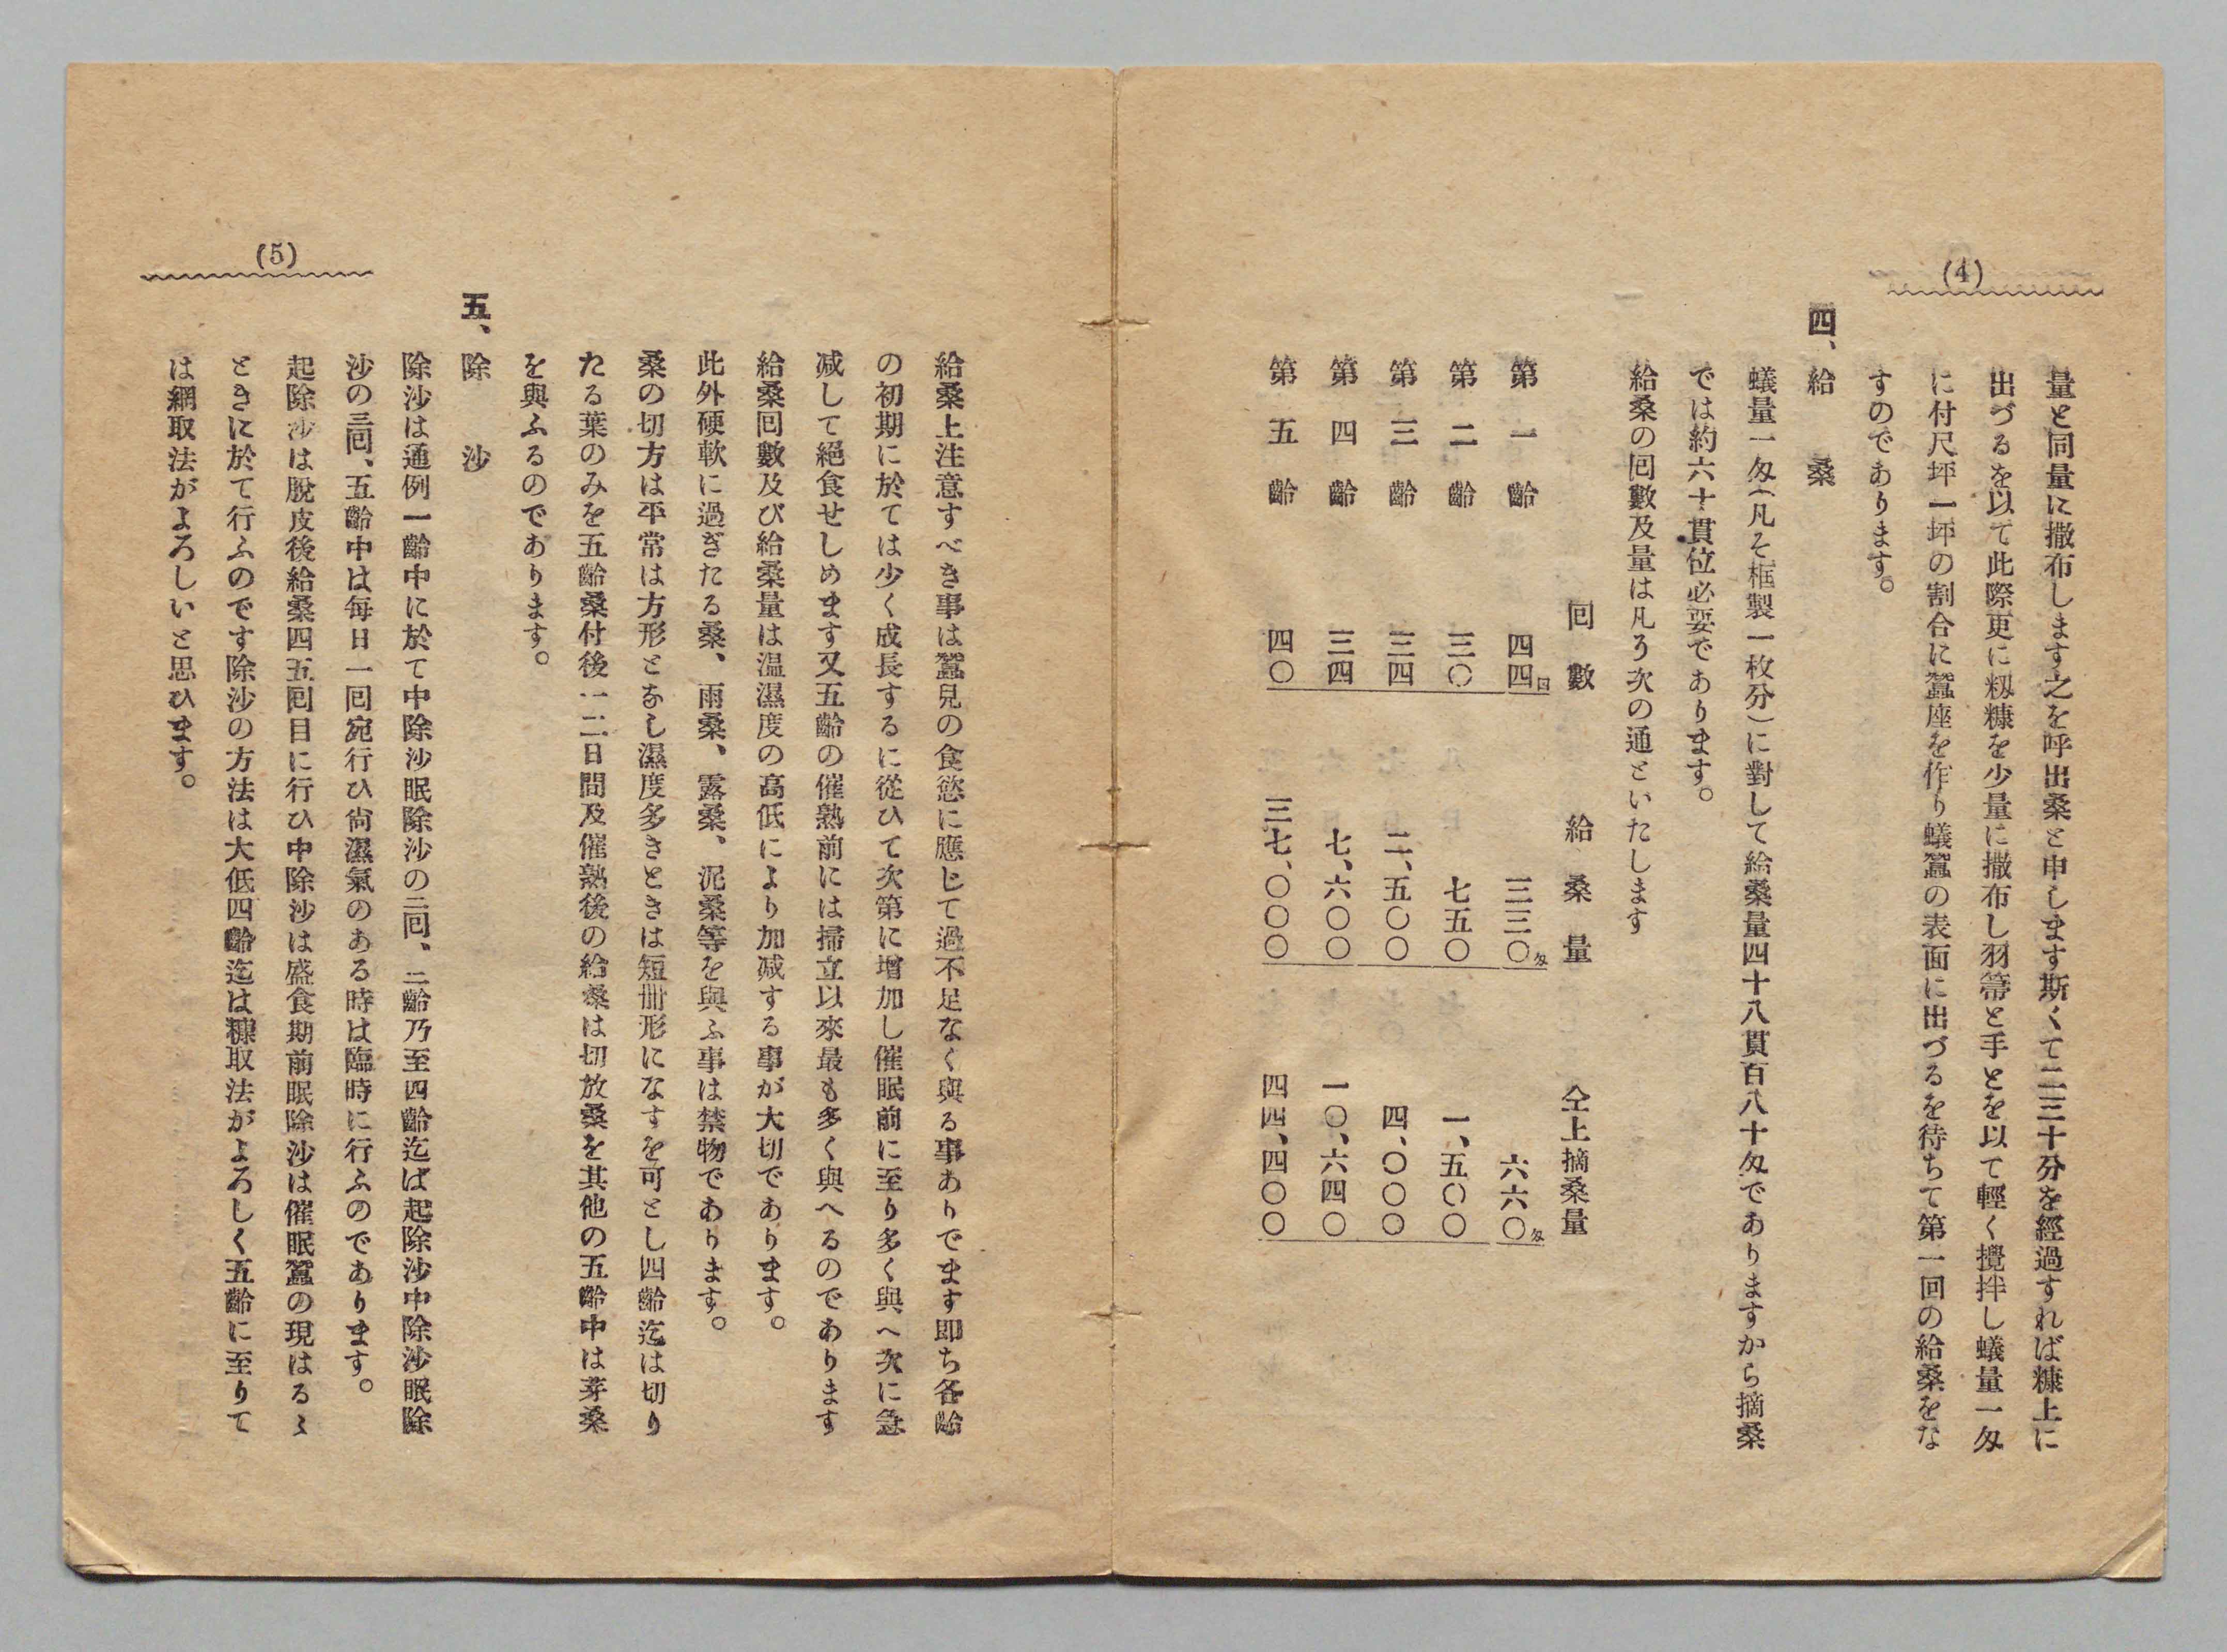 (4)
量と同量に撒布します之を呼出桑と申します斯くて二三十分を經過すれば糠上に
出づるを以て此際更に籾糠を少量に撒布し羽箒と手とを以て輕く攪拌し蟻量一匁
に付尺坪一坪の割合に蠶座を作り蟻蠶の表面に出づるを待ちて第一回の給桑をな
すのであります。
四、給桑
蟻量一匁(凡そ框製一枚分)に對して給桑量四十八貫百八十匁でありますから摘桑
では約六十貫位必要であります。
給桑の回數及量は凡う次の通といたします
回數 給桑量 仝上摘桑量
第一齡 四四回 三三〇匁 六六〇匁
第二齡 三〇 七五〇 一、五〇〇
第三齡 三四 二、五〇〇 四、〇〇〇
第四齡 三四 七、六〇〇 一〇、六四〇
第五齡 四〇 三七、〇〇〇 四四、四〇〇
(5)
給桑上注意すべき事は蠶兒の食慾に應じて過不足なく與る事ありでます即ち各齡
の初期に於ては少く成長するに從ひて次第に增加し催眠前に至り多く與へ次に急
减して絕食せしめます又五齡の催熟前には掃立以來最も多く與へるのであります
給桑回數及び給桑量は温濕度の高低により加减する事が大切であります。
此外硬軟に過ぎたる桑、雨桑、露桑、泥桑等を與ふ事は禁物であります。
桑の切方は平常は方形となし濕度多きときは短冊形になすを可とし四齡迄は切り
たる葉のみを五齡桑付後一二日間及催熟後の給桑は切放桑を其他の五齡中は芽桑
を與ふるのであります。
五、除沙
除沙は通例一齡中に於て中除沙眠除沙の二回、二齡乃至四齡迄ば起除沙中除沙眠除
沙の三回、五齡中は每日一回宛行ひ尙濕氣のある時は臨時に行ふのであります。
起除沙は脫皮後給桑四五回目に行ひ中除沙は盛食期前眠除沙は催眠蠶の現はるゝ
ときに於て行ふのです除沙の方法は大低四齡迄は糠取法がよろしく五齡に至りて
は網取法がよろしいと思ひます。